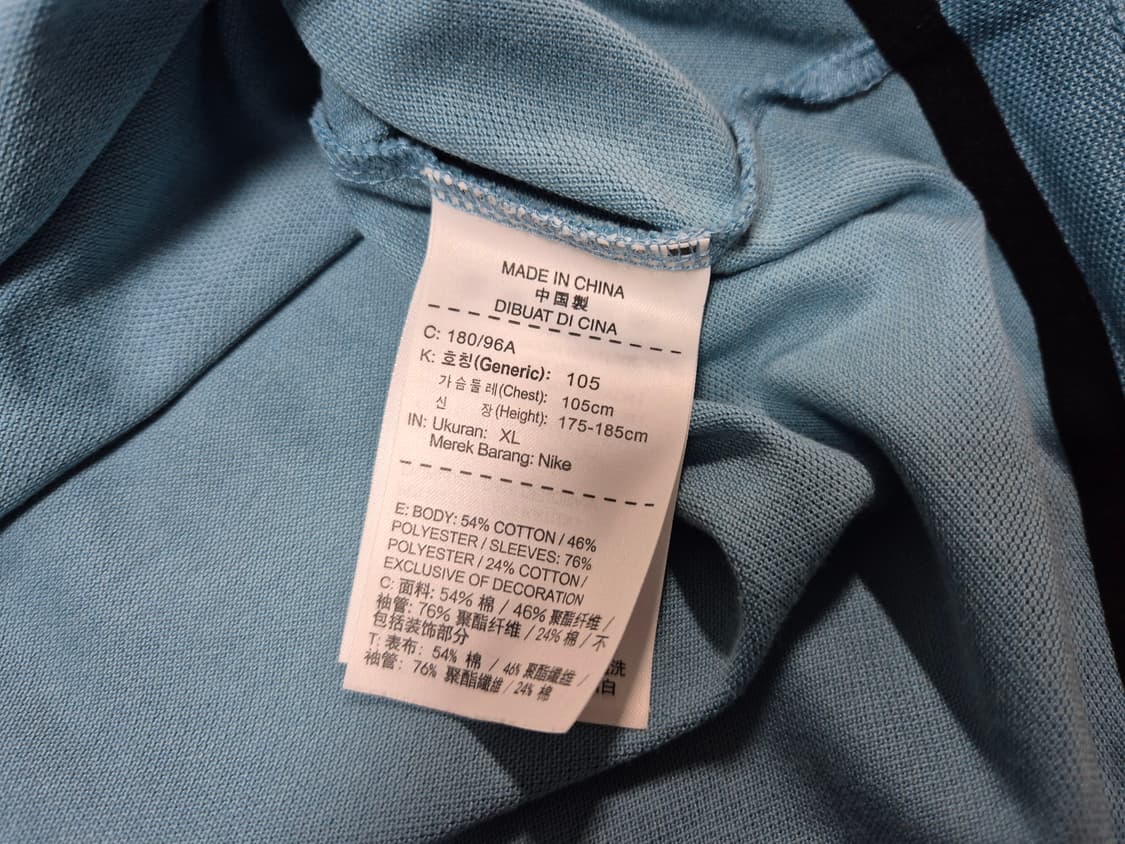 MADE IN CHINA
中国製
DIBUAT DI CINA
C: 180/96A
K: 호칭(Generic): 105
가슴둘레(Chest): 105cm
신 장(Height): 175-185cm
IN: Ukuran: XL
Merek Barang: Nike
E: BODY: 54% COTTON / 46%
POLYESTER / SLEEVES: 76%
POLYESTER / 24% COTTON /
EXCLUSIVE OF DECORATION
C: 面料: 54% 棉 / 46% 聚酯纤维 /
袖管: 76% 聚酯纤维 / 24% 棉 / 不
包括装饰部分
T: 表布: 54% 棉 / 46% 聚酯纖維 /
袖管: 76% 聚酯纖維 / 24% 棉
洗
白